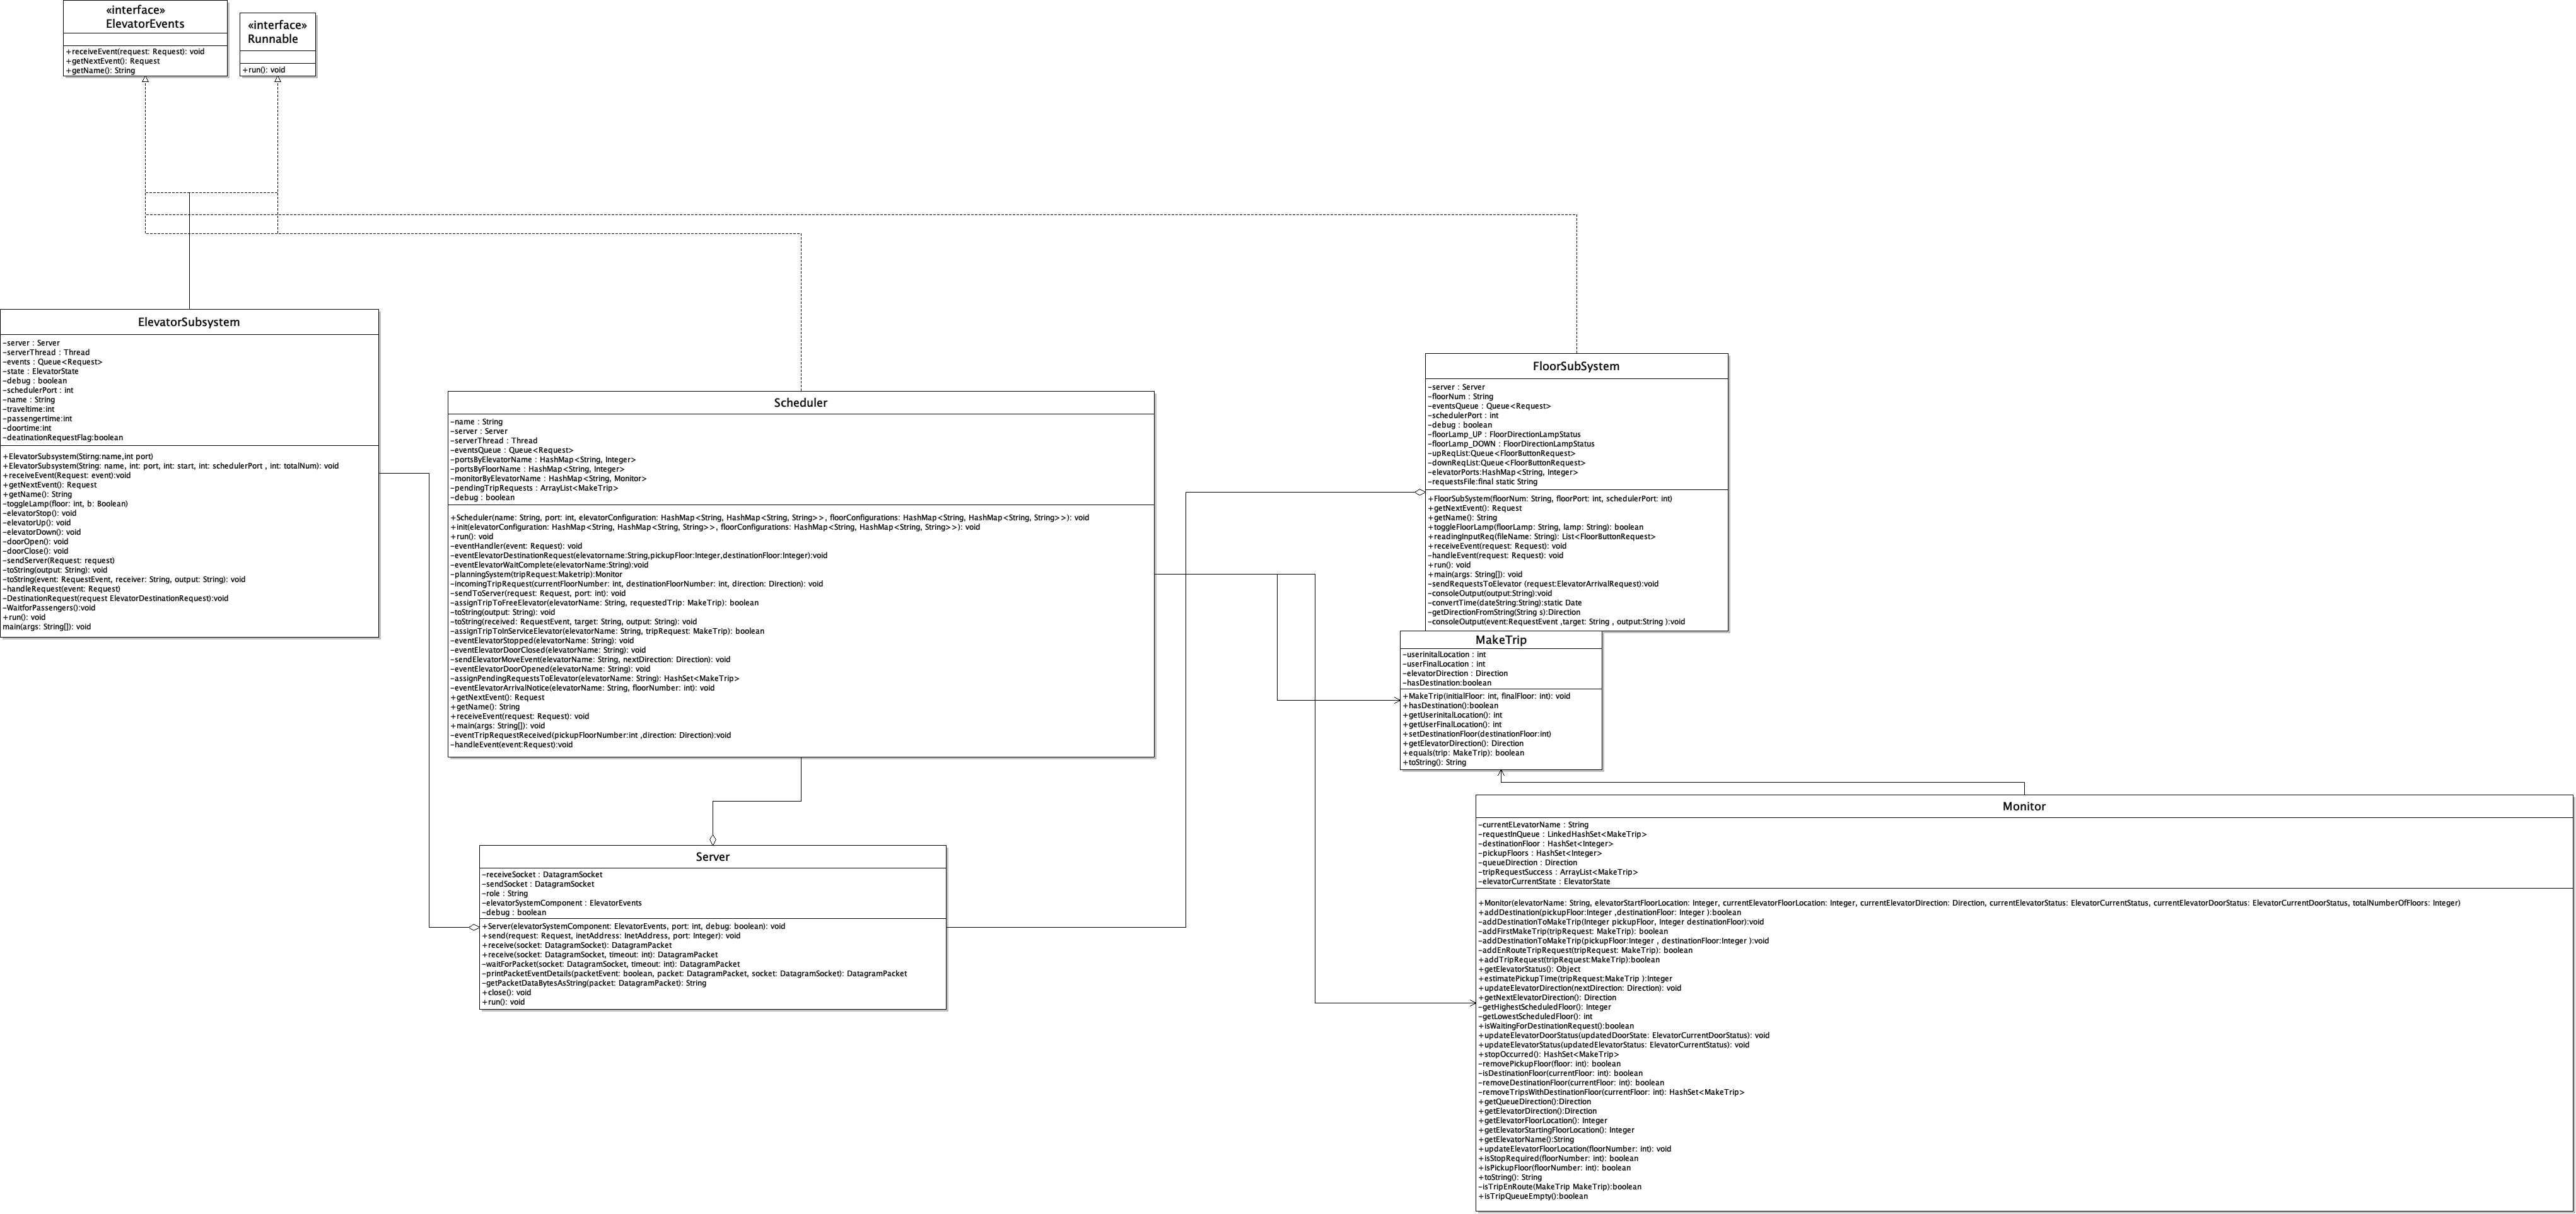 «interface»
ElevatorEvents
+receiveEvent(request: Request): void
+getNextEvent(): Request
+getName(): String
«interface»
Runnable
+run(): void
ElevatorSubsystem
-server : Server
-serverThread : Thread
-events : Queue<Request>
-state : ElevatorState
-debug : boolean
-schedulerPort : int
-name : String
-traveltime:int
-passengertime:int
-doortime:int
-deatinationRequestFlag:boolean
+ElevatorSubsystem(Stirng:name,int port)
+ElevatorSubsystem(String: name, int: port, int: start, int: schedulerPort , int: totalNum): void
+receiveEvent(Request: event):void
+getNextEvent(): Request
+getName(): String
-toggleLamp(floor: int, b: Boolean)
-elevatorStop(): void
-elevatorUp(): void
-elevatorDown(): void
-doorOpen(): void
-doorClose(): void
-sendServer(Request: request)
-toString(output: String): void
-toString(event: RequestEvent, receiver: String, output: String): void
-handleRequest(event: Request)
-DestinationRequest(request ElevatorDestinationRequest):void
-WaitforPassengers():void
+run(): void
main(args: String[]): void
Scheduler
-name : String
-server : Server
-serverThread : Thread
-eventsQueue : Queue<Request>
-portsByElevatorName : HashMap<String, Integer>
-portsByFloorName : HashMap<String, Integer>
-monitorByElevatorName : HashMap<String, Monitor>
-pendingTripRequests : ArrayList<MakeTrip>
-debug : boolean
+Scheduler(name: String, port: int, elevatorConfiguration: HashMap<String, HashMap<String, String>>, floorConfigurations: HashMap<String, HashMap<String, String>>): void
+init(elevatorConfiguration: HashMap<String, HashMap<String, String>>, floorConfigurations: HashMap<String, HashMap<String, String>>): void
+run(): void
-eventHandler(event: Request): void
-eventElevatorDestinationRequest(elevatorname:String,pickupFloor:Integer,destinationFloor:Integer):void
-eventElevatorWaitComplete(elevatorName:String):void
-planningSystem(tripRequest:Maketrip):Monitor
-incomingTripRequest(currentFloorNumber: int, destinationFloorNumber: int, direction: Direction): void
-sendToServer(request: Request, port: int): void
-assignTripToFreeElevator(elevatorName: String, requestedTrip: MakeTrip): boolean
-toString(output: String): void
-toString(received: RequestEvent, target: String, output: String): void
-assignTripToInServiceElevator(elevatorName: String, tripRequest: MakeTrip): boolean
-eventElevatorStopped(elevatorName: String): void
-eventElevatorDoorClosed(elevatorName: String): void
-sendElevatorMoveEvent(elevatorName: String, nextDirection: Direction): void
-eventElevatorDoorOpened(elevatorName: String): void
-assignPendingRequestsToElevator(elevatorName: String): HashSet<MakeTrip>
-eventElevatorArrivalNotice(elevatorName: String, floorNumber: int): void
+getNextEvent(): Request
+getName(): String
+receiveEvent(request: Request): void
+main(args: String[]): void
-eventTripRequestReceived(pickupFloorNumber:int ,direction: Direction):void
-handleEvent(event:Request):void
FloorSubSystem
-server : Server
-floorNum : String
-eventsQueue : Queue<Request>
-schedulerPort : int
-debug : boolean
-floorLamp_UP : FloorDirectionLampStatus
-floorLamp_DOWN : FloorDirectionLampStatus
-upReqList:Queue<FloorButtonRequest>
-downReqList:Queue<FloorButtonRequest>
-elevatorPorts:HashMap<String, Integer>
-requestsFile:final static String
+FloorSubSystem(floorNum: String, floorPort: int, schedulerPort: int)
+getNextEvent(): Request
+getName(): String
+toggleFloorLamp(floorLamp: String, lamp: String): boolean
+readingInputReq(fileName: String): List<FloorButtonRequest>
+receiveEvent(request: Request): void
-handleEvent(request: Request): void
+run(): void
+main(args: String[]): void
-sendRequestsToElevator (request:ElevatorArrivalRequest):void
-consoleOutput(output:String):void
-convertTime(dateString:String):static Date
-getDirectionFromString(String s):Direction
-consoleOutput(event:RequestEvent ,target: String , output:String ):void
MakeTrip
-userinitalLocation : int
-userFinalLocation : int
-elevatorDirection : Direction
-hasDestination:boolean
+MakeTrip(initialFloor: int, finalFloor: int): void
+hasDestination():boolean
+getUserinitalLocation(): int
+getUserFinalLocation(): int
+setDestinationFloor(destinationFloor:int)
+getElevatorDirection(): Direction
+equals(trip: MakeTrip): boolean
+toString(): String
Server
-receiveSocket : DatagramSocket
-sendSocket : DatagramSocket
-role : String
-elevatorSystemComponent : ElevatorEvents
-debug : boolean
+Server(elevatorSystemComponent: ElevatorEvents, port: int, debug: boolean): void
+send(request: Request, inetAddress: InetAddress, port: Integer): void
+receive(socket: DatagramSocket): DatagramPacket
+receive(socket: DatagramSocket, timeout: int): DatagramPacket
-waitForPacket(socket: DatagramSocket, timeout: int): DatagramPacket
-printPacketEventDetails(packetEvent: boolean, packet: DatagramPacket, socket: DatagramSocket): DatagramPacket
-getPacketDataBytesAsString(packet: DatagramPacket): String
+close(): void
+run(): void
Monitor
-currentELevatorName : String
-requestInQueue : LinkedHashSet<MakeTrip>
-destinationFloor : HashSet<Integer>
-pickupFloors : HashSet<Integer>
-queueDirection : Direction
-tripRequestSuccess : ArrayList<MakeTrip>
-elevatorCurrentState : ElevatorState
+Monitor(elevatorName: String, elevatorStartFloorLocation: Integer, currentElevatorFloorLocation: Integer, currentElevatorDirection: Direction, currentElevatorStatus: ElevatorCurrentStatus, currentElevatorDoorStatus: ElevatorCurrentDoorStatus, totalNumberOfFloors: Integer)
+addDestination(pickupFloor:Integer ,destinationFloor: Integer ):boolean
-addDestinationToMakeTrip(Integer pickupFloor, Integer destinationFloor):void
-addFirstMakeTrip(tripRequest: MakeTrip): boolean
-addDestinationToMakeTrip(pickupFloor:Integer , destinationFloor:Integer ):void
-addEnRouteTripRequest(tripRequest: MakeTrip): boolean
+addTripRequest(tripRequest:MakeTrip):boolean
+getElevatorStatus(): Object
+estimatePickupTime(tripRequest:MakeTrip ):Integer
+updateElevatorDirection(nextDirection: Direction): void
+getNextElevatorDirection(): Direction
-getHighestScheduledFloor(): Integer
-getLowestScheduledFloor(): int
+isWaitingForDestinationRequest():boolean
+updateElevatorDoorStatus(updatedDoorState: ElevatorCurrentDoorStatus): void
+updateElevatorStatus(updatedElevatorStatus: ElevatorCurrentStatus): void
+stopOccurred(): HashSet<MakeTrip>
-removePickupFloor(floor: int): boolean
-isDestinationFloor(currentFloor: int): boolean
-removeDestinationFloor(currentFloor: int): boolean
-removeTripsWithDestinationFloor(currentFloor: int): HashSet<MakeTrip>
+getQueueDirection():Direction
+getElevatorDirection():Direction
+getElevatorFloorLocation(): Integer
+getElevatorStartingFloorLocation(): Integer
+getElevatorName():String
+updateElevatorFloorLocation(floorNumber: int): void
+isStopRequired(floorNumber: int): boolean
+isPickupFloor(floorNumber: int): boolean
+toString(): String
-isTripEnRoute(MakeTrip MakeTrip):boolean
+isTripQueueEmpty():boolean